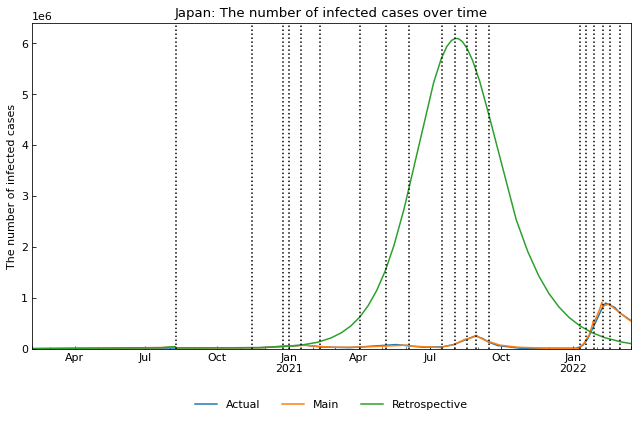 Japan: The number of infected cases over time
1e6
The number of infected cases
6
5
4
3
2
1
0
Apr Jul Oct Jan Apr Jul Oct Jan
2021 2022
Actual Main Retrospective